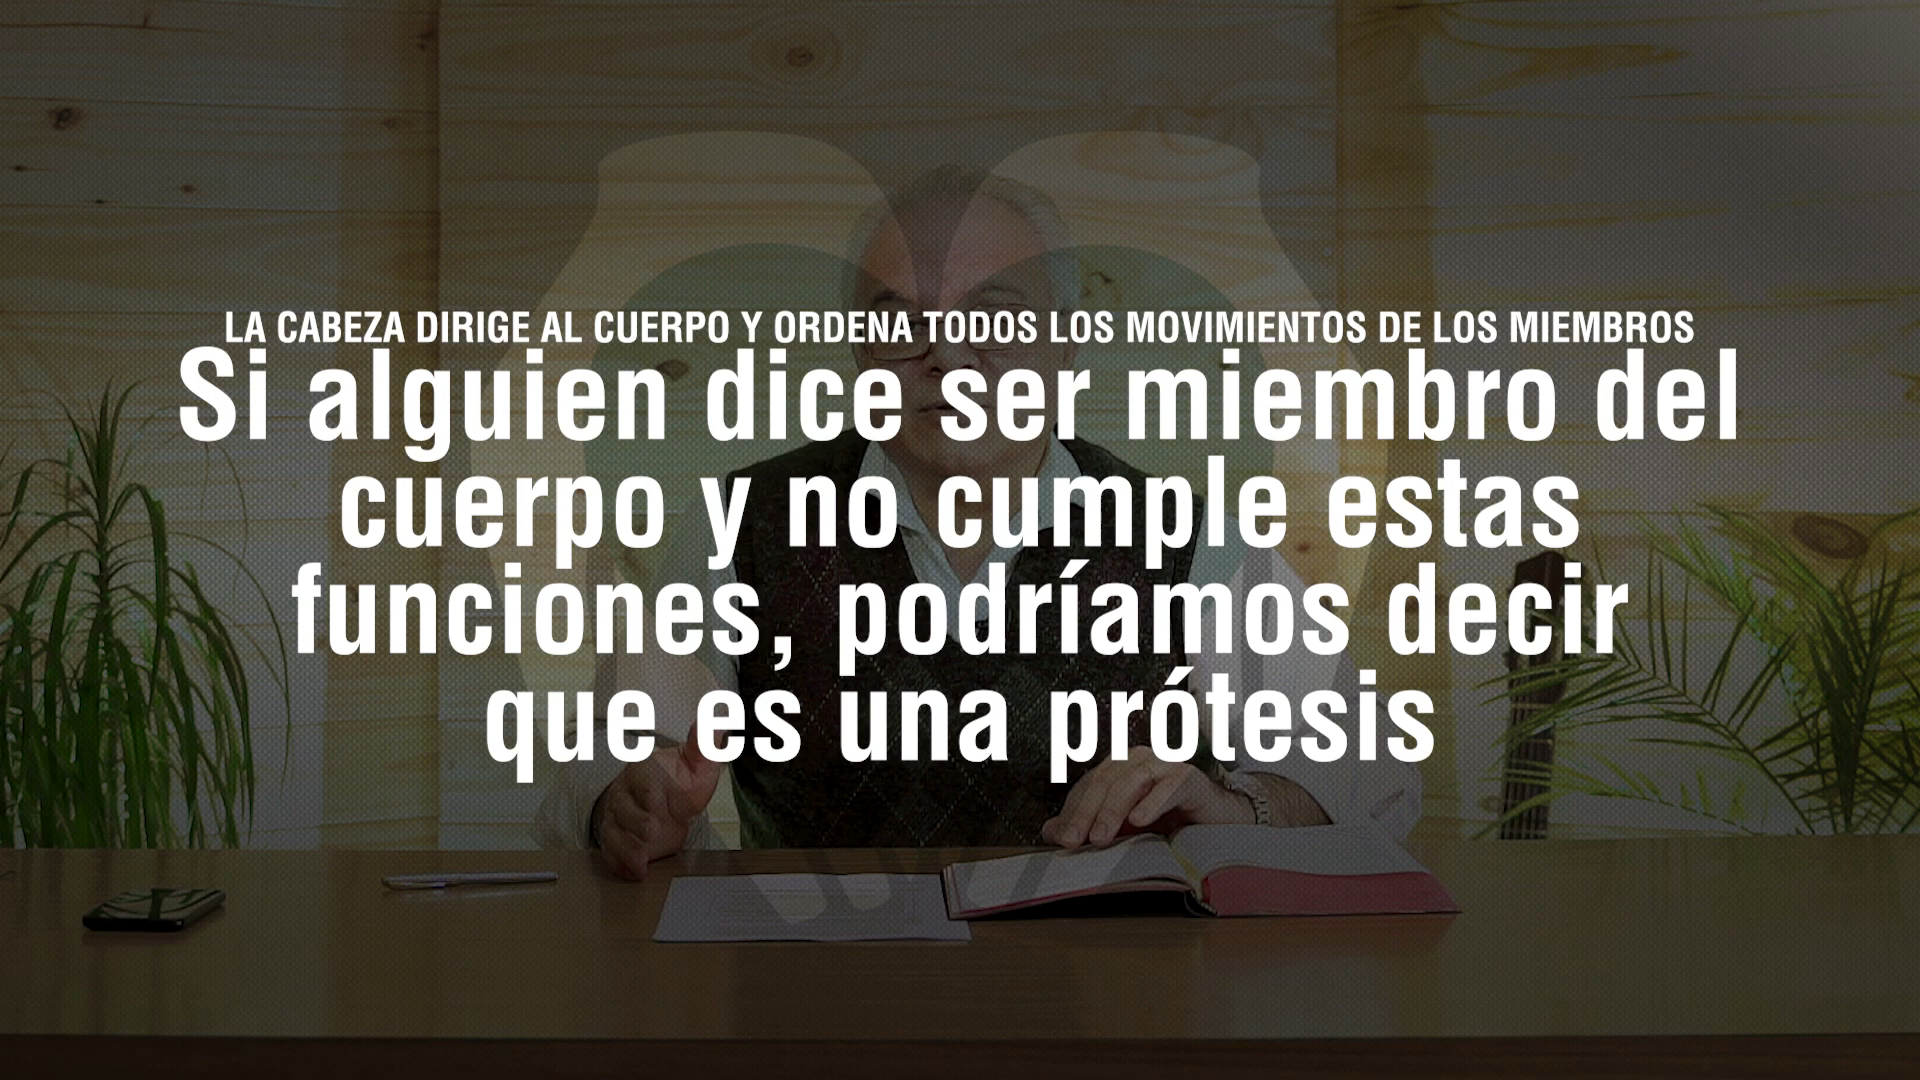 LA CABEZA DIRIGE AL CUERPO Y ORDENA TODOS LOS MOVIMIENTOS DE LOS MIEMBROS
Si alguien dice ser miembro del
cuerpo y no cumple estas
funciones, podríamos decir
que es una prótesis